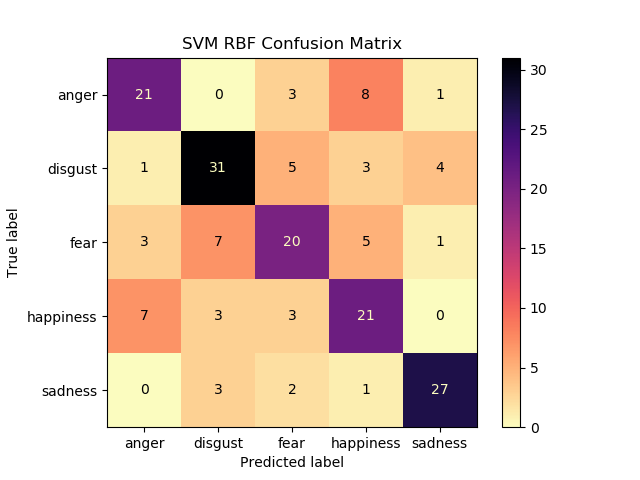 SVM RBF Confusion Matrix
True label
anger 21 0 3 8 1
disgust 1 31 5 3 4
fear 3 7 20 5 1
happiness 7 3 3 21 0
sadness 0 3 2 1 27
anger disgust fear happiness sadness
Predicted label
30
25
20
15
10
5
0